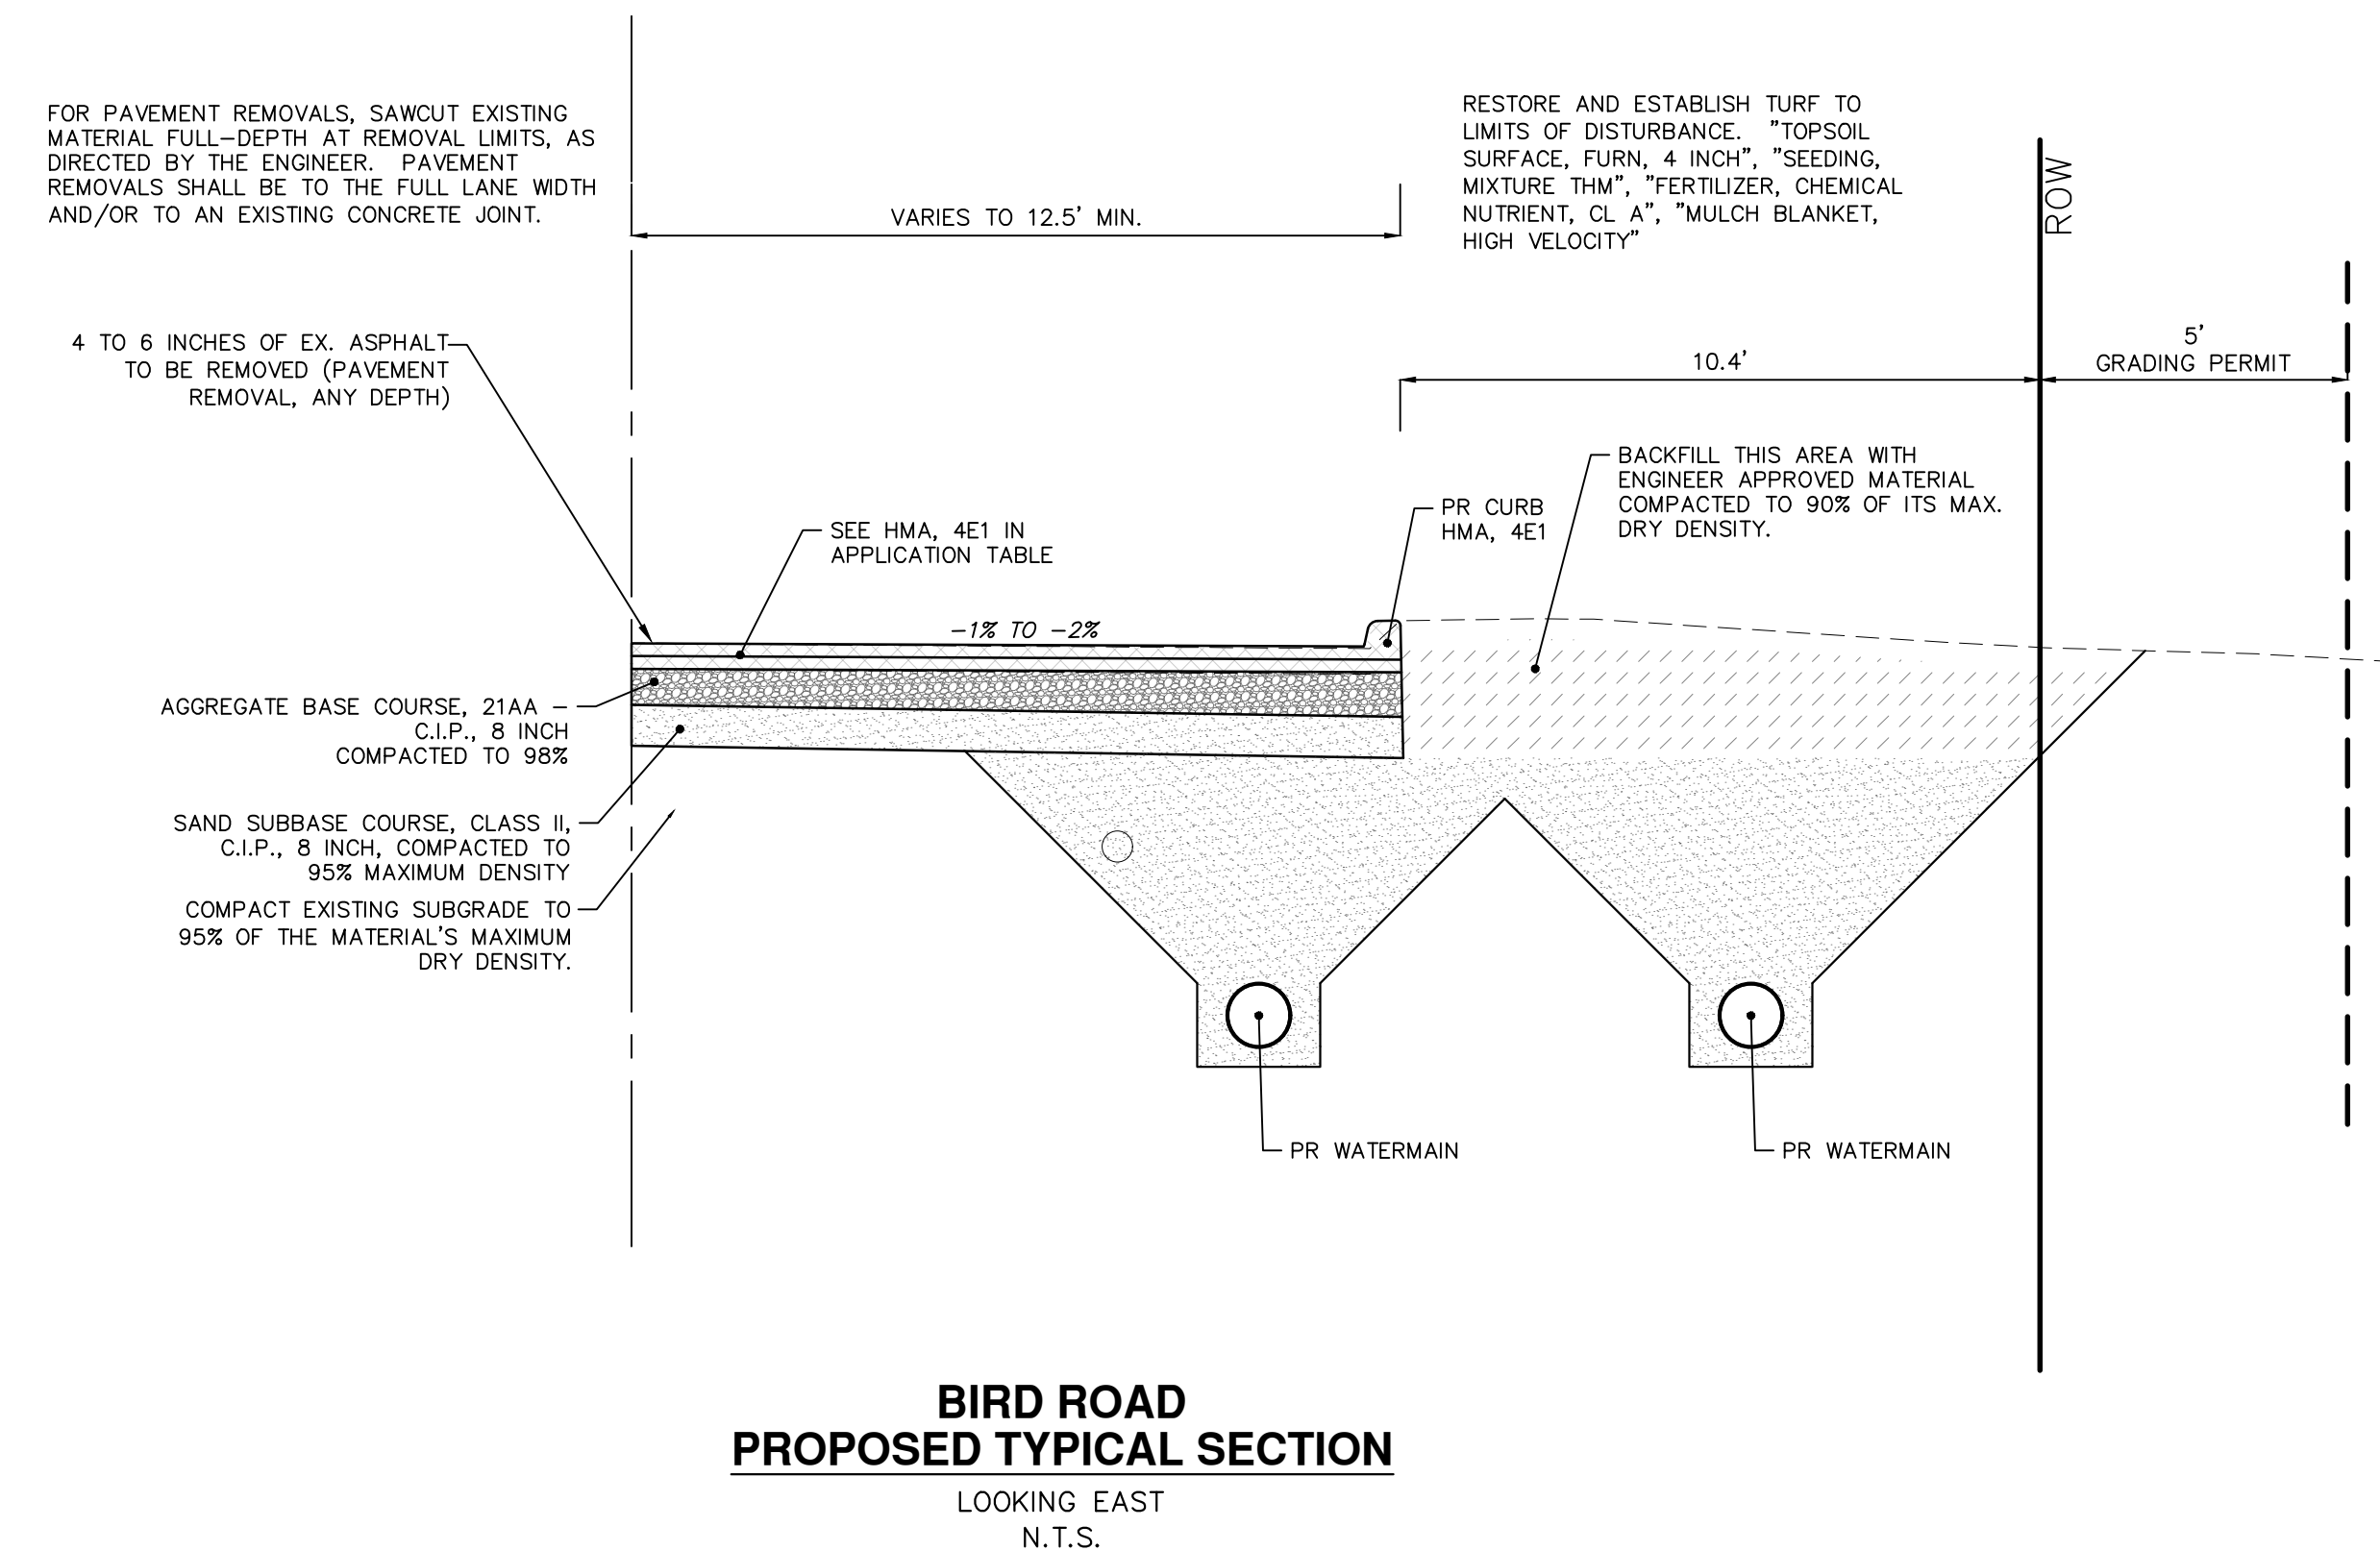 FOR PAVEMENT REMOVALS, SAWCUT EXISTING
MATERIAL FULL-DEPTH AT REMOVAL LIMITS, AS
DIRECTED BY THE ENGINEER. PAVEMENT
REMOVALS SHALL BE TO THE FULL LANE WIDTH
AND/OR TO AN EXISTING CONCRETE JOINT.
VARIES TO 12.5' MIN.
RESTORE AND ESTABLISH TURF TO
LIMITS OF DISTURBANCE. "TOPSOIL
SURFACE, FURN, 4 INCH", "SEEDING,
MIXTURE THM", "FERTILIZER, CHEMICAL
NUTRIENT, CL A", "MULCH BLANKET,
HIGH VELOCITY"
ROW
4 TO 6 INCHES OF EX. ASPHALT
TO BE REMOVED (PAVEMENT
REMOVAL, ANY DEPTH)
10.4'
5'
GRADING PERMIT
SEE HMA, 4E1 IN
APPLICATION TABLE
PR CURB
HMA, 4E1
BACKFILL THIS AREA WITH
ENGINEER APPROVED MATERIAL
COMPACTED TO 90% OF ITS MAX.
DRY DENSITY.
-1% TO -2%
AGGREGATE BASE COURSE, 21AA -
C.I.P., 8 INCH
COMPACTED TO 98%
SAND SUBBASE COURSE, CLASS II,
C.I.P., 8 INCH, COMPACTED TO
95% MAXIMUM DENSITY
COMPACT EXISTING SUBGRADE TO
95% OF THE MATERIAL'S MAXIMUM
DRY DENSITY.
PR WATERMAIN
PR WATERMAIN
BIRD ROAD
PROPOSED TYPICAL SECTION
LOOKING EAST
N.T.S.